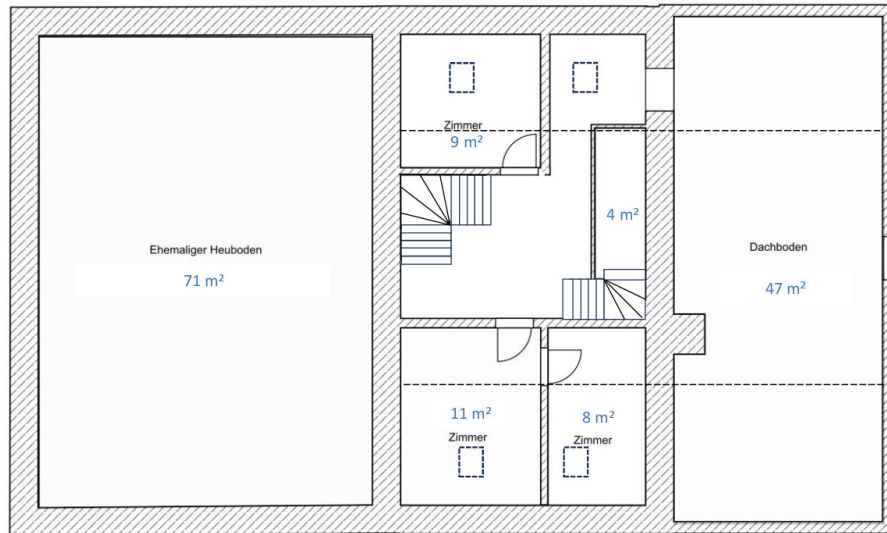 Zimmer
9 m²
4 m²
Ehemaliger Heuboden
71 m²
Dachboden
47 m²
11 m²
Zimmer
8 m²
Zimmer